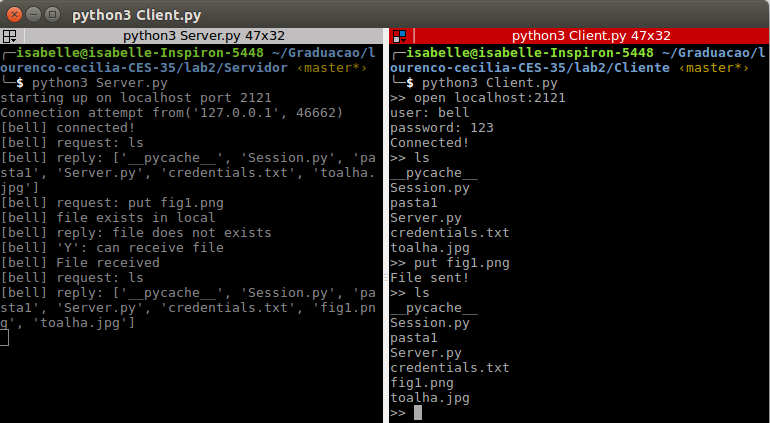 python3 Client.py
python3 Server.py 47x32
╭─isabelle@isabelle-Inspiron-5448 ~/Graduacao/l
ourenco-cecilia-CES-35/lab2/Servidor ‹master*›
╰─$ python3 Server.py
starting up on localhost port 2121
Connection attempt from('127.0.0.1', 46662)
[bell] connected!
[bell] request: ls
[bell] reply: ['__pycache__', 'Session.py', 'pa
sta1', 'Server.py', 'credentials.txt', 'toalha.
jpg']
[bell] request: put fig1.png
[bell] file exists in local
[bell] reply: file does not exists
[bell] 'Y': can receive file
[bell] File received
[bell] request: ls
[bell] reply: ['__pycache__', 'Session.py', 'pa
sta1', 'Server.py', 'credentials.txt', 'fig1.pn
g', 'toalha.jpg']
python3 Client.py 47x32
╭─isabelle@isabelle-Inspiron-5448 ~/Graduacao/l
ourenco-cecilia-CES-35/lab2/Cliente ‹master*›
╰─$ python3 Client.py
>> open localhost:2121
user: bell
password: 123
Connected!
>> ls
__pycache__
Session.py
pasta1
Server.py
credentials.txt
toalha.jpg
>> put fig1.png
File sent!
>> ls
__pycache__
Session.py
pasta1
Server.py
credentials.txt
fig1.png
toalha.jpg
>>